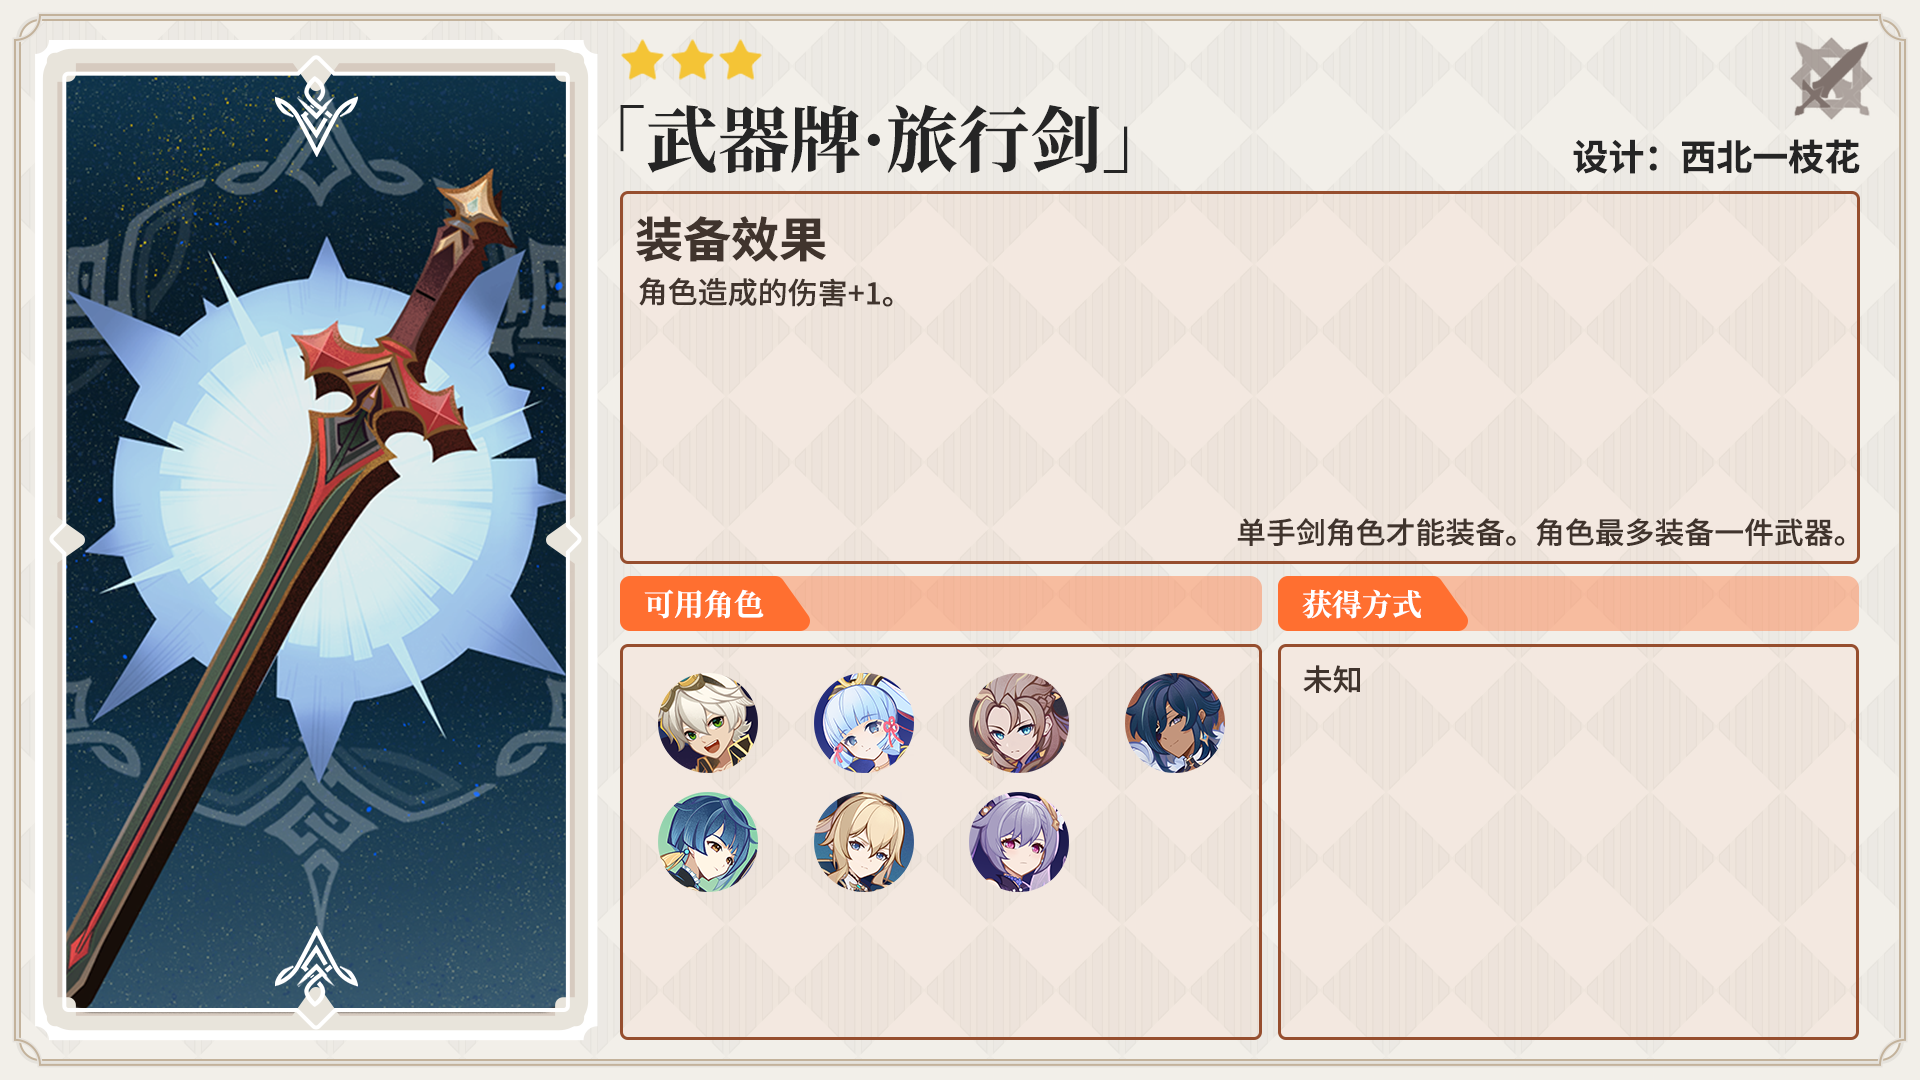 「武器牌·旅行剑」
设计：西北一枝花
装备效果
角色造成的伤害+1。
单手剑角色才能装备。角色最多装备一件武器。
可用角色
获得方式
未知